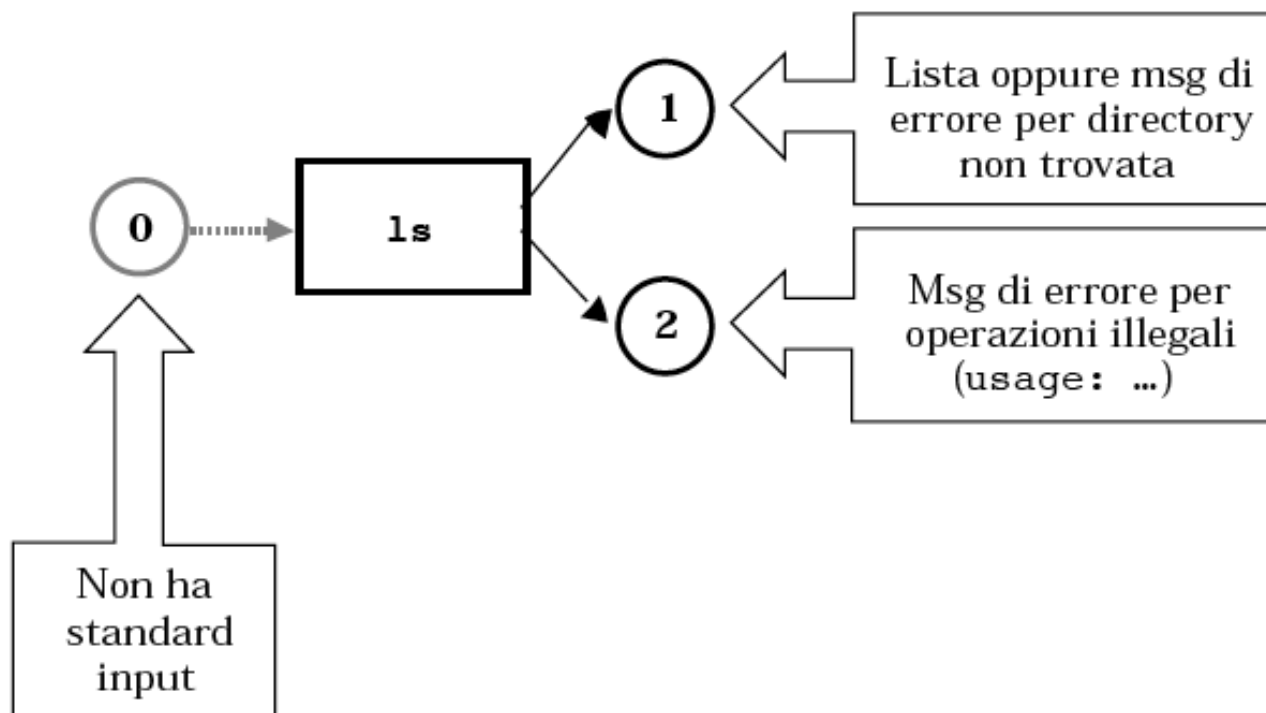 Lista oppure msg di
errore per directory
non trovata
1
0
ls
2
Msg di errore per
operazioni illegali
(usage: …)
Non ha
standard
input